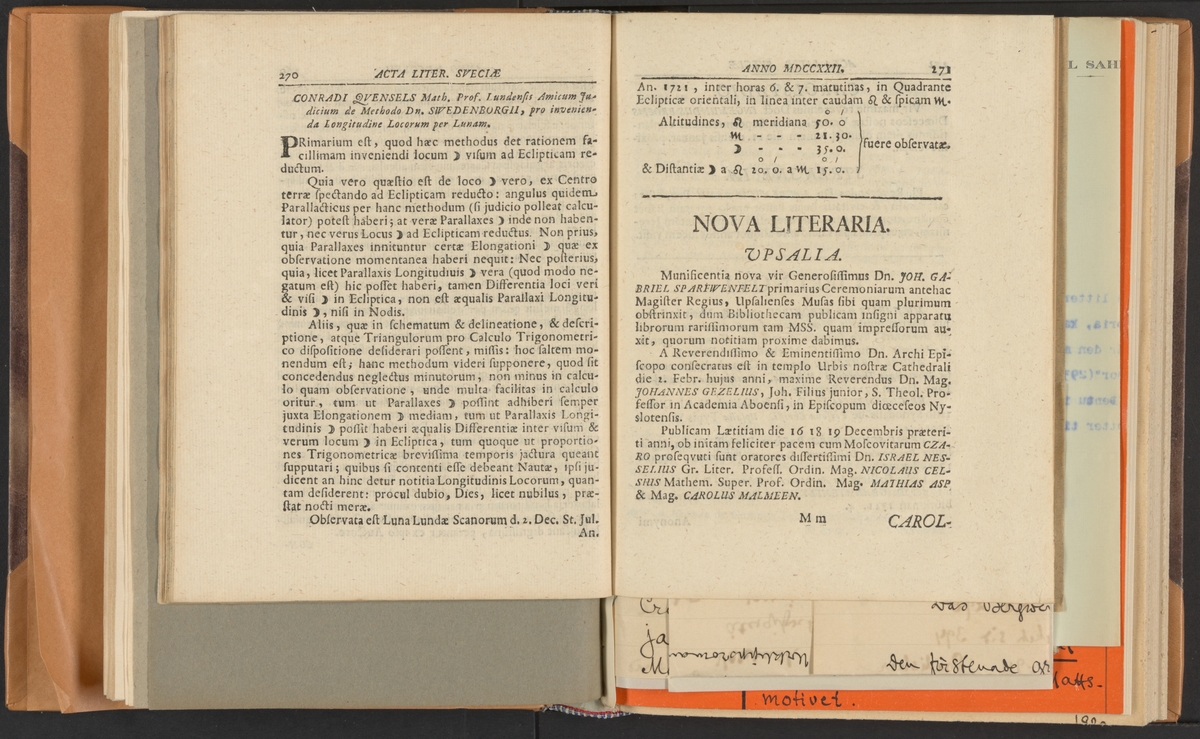 270 ACTA LITER. SVECIÆ
CONRADI QVENSELS Math. Prof. Lundensis Amicum Ju-
dicium de Methodo Dn. SWEDENBORGII, pro invenien-
da Longitudine Locorum per Lunam.
PRimarium est, quod hæc methodus det rationem fa-
cillimam inveniendi locum ☽ visum ad Eclipticam re-
ductum.
Quia vero quæstio est de loco ☽ vero, ex Centro
terræ spectando ad Eclipticam reducto: angulus quidem
Parallacticus per hanc methodum (si judicio polleat calcu-
lator) potest haberi; at veræ Parallaxes ☽ inde non haben-
tur, nec verus Locus ☽ ad Eclipticam reductus. Non prius,
quia Parallaxes innituntur certæ Elongationi ☽ quæ ex
observatione momentanea haberi nequit: Nec posterius,
quia, licet Parallaxis Longitudiuis ☽ vera (quod modo ne-
gatum est) hic posset haberi, tamen Differentia loci veri
& visi ☽ in Ecliptica, non est æqualis Parallaxi Longitu-
dinis ☽, nisi in Nodis.
Aliis, quæ in schematum & delineatione, & descri-
ptione, atque Triangulorum pro Calculo Trigonometri-
co dispositione desiderari possent, missis: hoc saltem mo-
nendum est; hanc methodum videri supponere, quod sit
concedendus neglectus minutorum, non minus in calcu-
lo quam observatione, unde multa facilitas in calculo
oritur, tum ut Parallaxes ☽ possint adhiberi semper
juxta Elongationem ☽ mediam, tum ut Parallaxis Longi-
tudinis ☽ possit haberi æqualis Differentiæ inter visum &
verum locum ☽ in Ecliptica, tum quoque ut proportio-
nes Trigonometricæ brevissima temporis jactura queant
supputari; quibus si contenti esse debeant Nautæ, ipsi ju-
dicent an hinc detur notitia Longitudinis Locorum, quan-
tam desiderent: procul dubio, Dies, licet nubilus, præ-
stat nocti meræ.
Observata est Luna Lundæ Scanorum d. 2. Dec. St. Jul.
An.
ANNO MDCCXXII. 271
An. 1721, inter horas 6. & 7. matutinas, in Quadrante
Eclipticæ orientali, in linea inter caudam ♌ & spicam ♍.
o /
Altitudines, ♌ meridiana 50. 0
♍ - - - 21. 30.
☽ - - - 35. 0.
fuere observatæ.
o / o /
& Distantiæ ☽ a ♌ 20. 0. a ♍ 15. 0.
NOVA LITERARIA.
UPSALIA.
Munificentia nova vir Generosissimus Dn. JOH. GA-
BRIEL SPARFWENFELT primarius Ceremoniarum antehac
Magister Regius, Upsalienses Musas sibi quam plurimum
obstrinxit, dum Bibliothecam publicam insigni apparatu
librorum rarissimorum tam MSS. quam impressorum au-
xit, quorum notitiam proxime dabimus.
A Reverendissimo & Eminentissimo Dn. Archi Epi-
scopo consecratus est in templo Urbis nostræ Cathedrali
die 2. Febr. hujus anni, maxime Reverendus Dn. Mag.
JOHANNES GEZELIUS, Joh. Filius junior, S. Theol. Pro-
fessor in Academia Aboensi, in Episcopum diœceseos Ny-
slotensis.
Publicam Lætitiam die 16 18 19 Decembris præteri-
ti anni, ob initam feliciter pacem cum Moscovitarum CZA-
RO prosequuti sunt oratores dissertissimi Dn. ISRAEL NES-
SELIUS Gr. Liter. Profess. Ordin. Mag. NICOLAUS CEL-
SIUS Mathem. Super. Prof. Ordin. Mag. MATHIAS ASP
& Mag. CAROLUS MALMEEN.
M m CAROL-
L SAHL
Das Bergwer
ja
den förstenade
motivet.